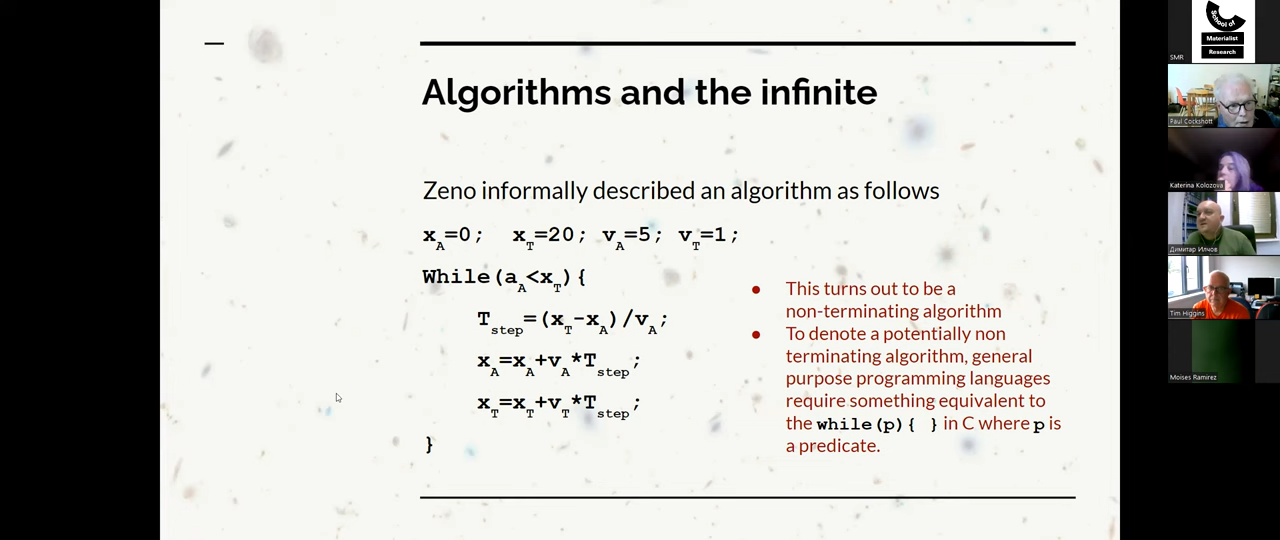 Algorithms and the infinite
Zeno informally described an algorithm as follows
xA=0; xT=20; vA=5; vT=1;
While(aA<xT){
Tstep=(xT-xA)/vA;
xA=xA+vA*Tstep;
xT=xT+vT*Tstep;
}
● This turns out to be a
non-terminating algorithm
● To denote a potentially non
terminating algorithm, general
purpose programming languages
require something equivalent to
the while(p){ } in C where p is
a predicate.
School of
Materialist
Research
SMR
Paul Cockshott
Katerina Kolozova
Димитар Илчов
Tim Higgins
Moises Ramirez